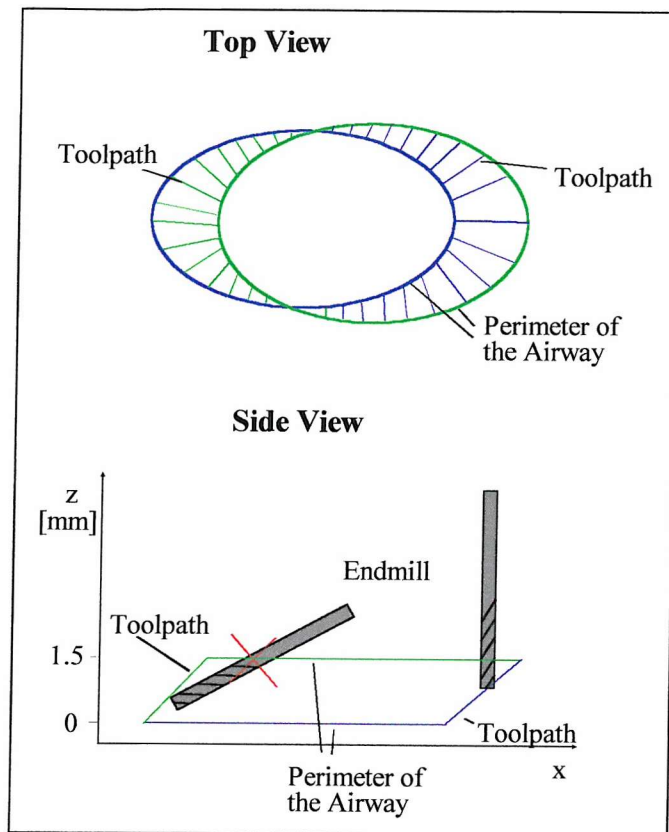 Top View
Toolpath
Toolpath
Perimeter of
the Airway
Side View
z
[mm]
Endmill
Toolpath
1.5
0
Toolpath
x
Perimeter of
the Airway